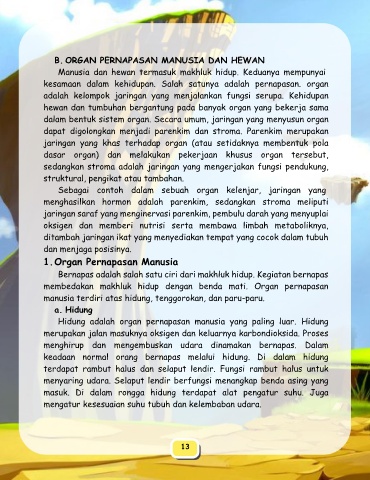 B. ORGAN PERNAPASAN MANUSIA DAN HEWAN
Manusia dan hewan termasuk makhluk hidup. Keduanya mempunyai
kesamaan dalam kehidupan. Salah satunya adalah pernapasan. organ
adalah kelompok jaringan yang menjalankan fungsi serupa. Kehidupan
hewan dan tumbuhan bergantung pada banyak organ yang bekerja sama
dalam bentuk sistem organ. Secara umum, jaringan yang menyusun organ
dapat digolongkan menjadi parenkim dan stroma. Parenkim merupakan
jaringan yang khas terhadap organ (atau setidaknya membentuk pola
dasar organ) dan melakukan pekerjaan khusus organ tersebut,
sedangkan stroma adalah jaringan yang mengerjakan fungsi pendukung,
struktural, pengikat atau tambahan.
Sebagai contoh dalam sebuah organ kelenjar, jaringan yang
menghasilkan hormon adalah parenkim, sedangkan stroma meliputi
jaringan saraf yang menginervasi parenkim, pembulu darah yang menyuplai
oksigen dan memberi nutrisi serta membawa limbah metaboliknya,
ditambah jaringan ikat yang menyediakan tempat yang cocok dalam tubuh
dan menjaga posisinya.
1. Organ Pernapasan Manusia
Bernapas adalah salah satu ciri dari makhluk hidup. Kegiatan bernapas
membedakan makhluk hidup dengan benda mati. Organ pernapasan
manusia terdiri atas hidung, tenggorokan, dan paru-paru.
a. Hidung
Hidung adalah organ pernapasan manusia yang paling luar. Hidung
merupakan jalan masuknya oksigen dan keluarnya karbondioksida. Proses
menghirup dan mengembuskan udara dinamakan bernapas. Dalam
keadaan normal orang bernapas melalui hidung. Di dalam hidung
terdapat rambut halus dan selaput lendir. Fungsi rambut halus untuk
menyaring udara. Selaput lendir berfungsi menangkap benda asing yang
masuk. Di dalam rongga hidung terdapat alat pengatur suhu. Juga
mengatur kesesuaian suhu tubuh dan kelembaban udara.
13